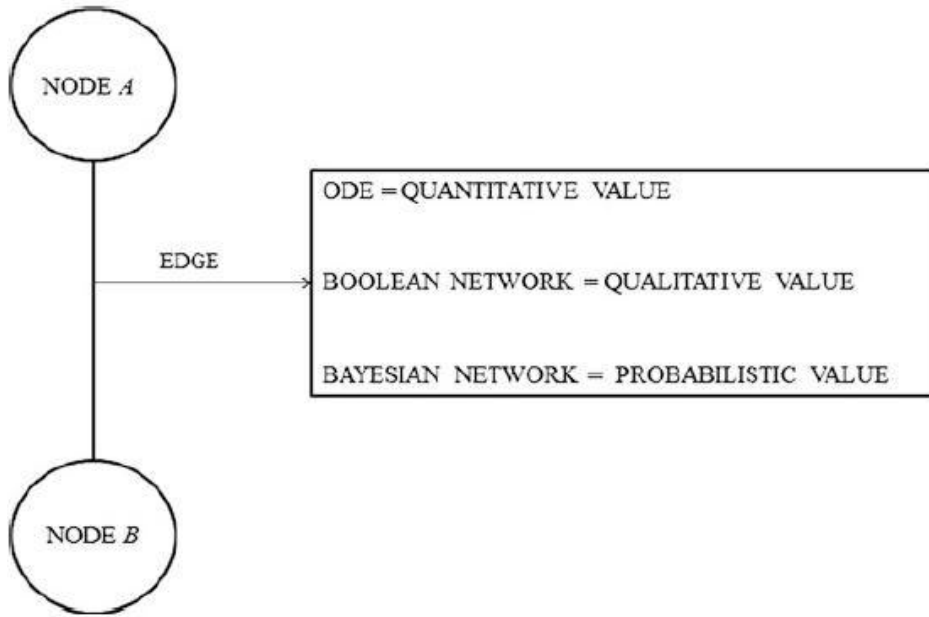 NODE A
ODE = QUANTITATIVE VALUE
EDGE
BOOLEAN NETWORK = QUALITATIVE VALUE
BAYESIAN NETWORK = PROBABILISTIC VALUE
NODE B